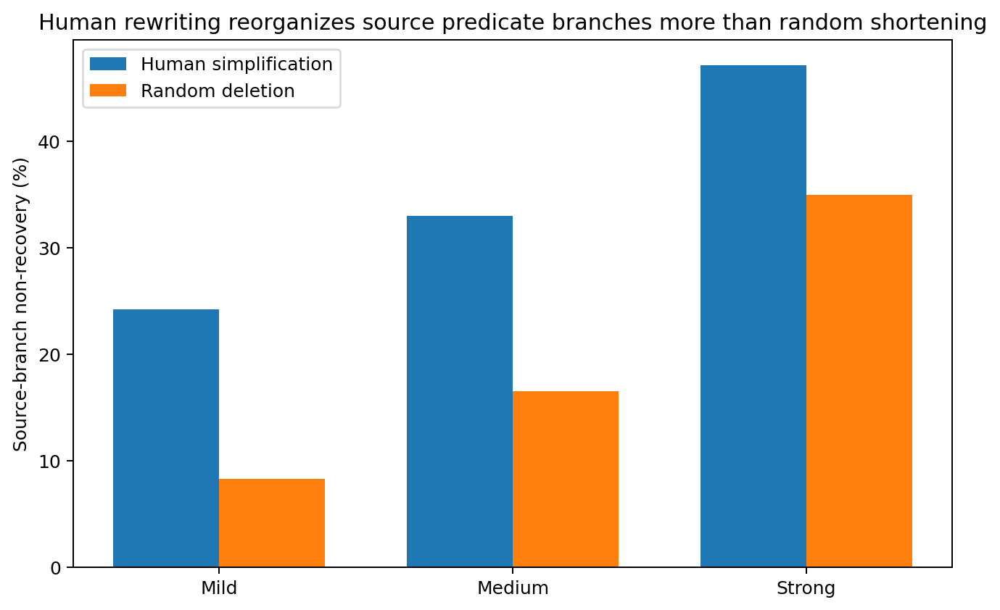 Human rewriting reorganizes source predicate branches more than random shortening
Human simplification
Random deletion
Source-branch non-recovery (%)
40
30
20
10
0
Mild
Medium
Strong